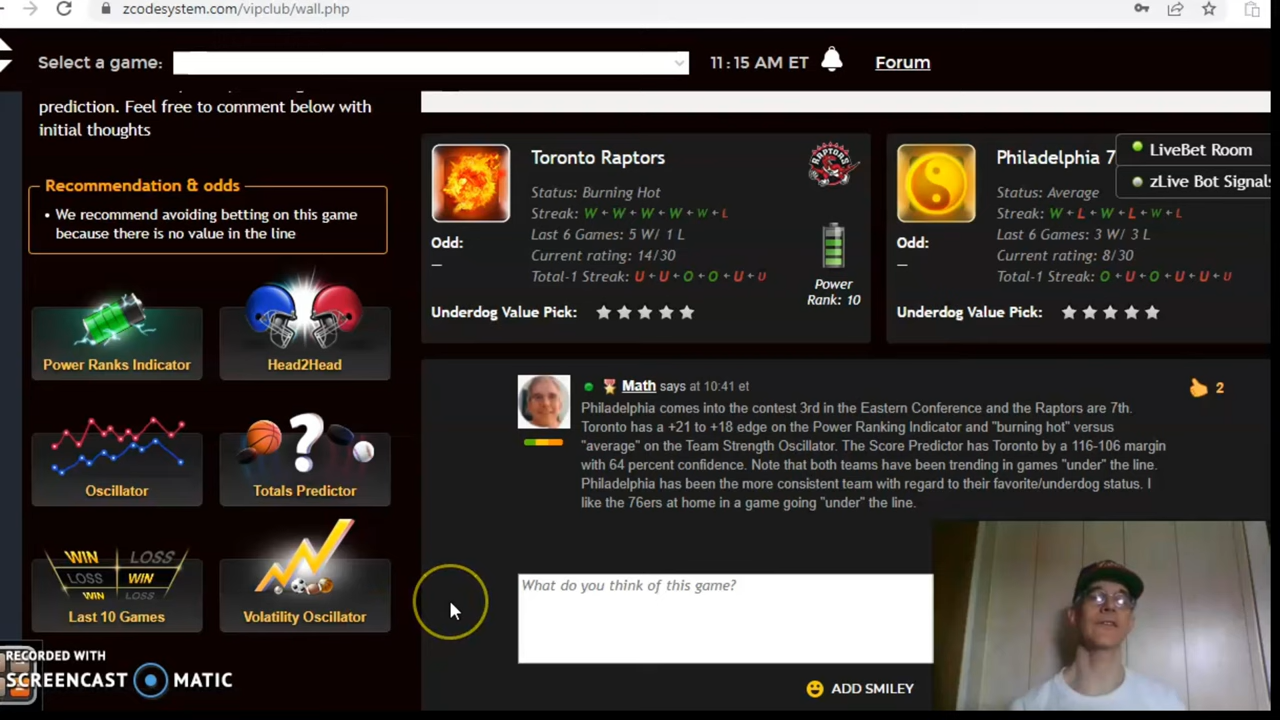 zcodesystem.com/vipclub/wall.php
Select a game:
11:15 AM ET
Forum
prediction. Feel free to comment below with
initial thoughts
Recommendation & odds
• We recommend avoiding betting on this game
because there is no value in the line
Power Ranks Indicator
Head2Head
Oscillator
Totals Predictor
WIN LOSS
LOSS WIN
WIN LOSS
Last 10 Games
Volatility Oscillator
RECORDED WITH
SCREENCAST MATIC
Toronto Raptors
RAPTORS
Status: Burning Hot
Streak: W ← W ← W ← W ← W ← L
Odd:
—
Last 6 Games: 5 W/ 1 L
Current rating: 14/30
Total-1 Streak: U ← U ← O ← O ← U ← U
Power
Rank: 10
Underdog Value Pick:
Philadelphia 7
Status: Average
Streak: W ← L ← W ← L ← W ← L
Odd:
—
Last 6 Games: 3 W/ 3 L
Current rating: 8/30
Total-1 Streak: O ← U ← O ← U ← U ← U
Underdog Value Pick:
LiveBet Room
zLive Bot Signals
Math says at 10:41 et
2
Philadelphia comes into the contest 3rd in the Eastern Conference and the Raptors are 7th.
Toronto has a +21 to +18 edge on the Power Ranking Indicator and "burning hot" versus
"average" on the Team Strength Oscillator. The Score Predictor has Toronto by a 116-106 margin
with 64 percent confidence. Note that both teams have been trending in games "under" the line.
Philadelphia has been the more consistent team with regard to their favorite/underdog status. I
like the 76ers at home in a game going "under" the line.
What do you think of this game?
ADD SMILEY